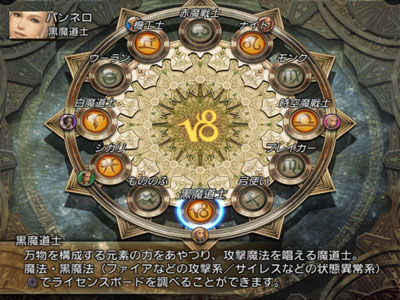 パンネロ
黒魔道士
赤魔戦士
機工士
ナイト
ウーラン
モンク
白魔道士
時空魔戦士
シカリ
ブレイカー
もののふ
弓使い
黒魔道士
黒魔道士
万物を構成する元素の力をあやつり、攻撃魔法を唱える魔道士。
魔法・黒魔法（ファイアなどの攻撃系／サイレスなどの状態異常系）
◎でライセンスボードを調べることができます。